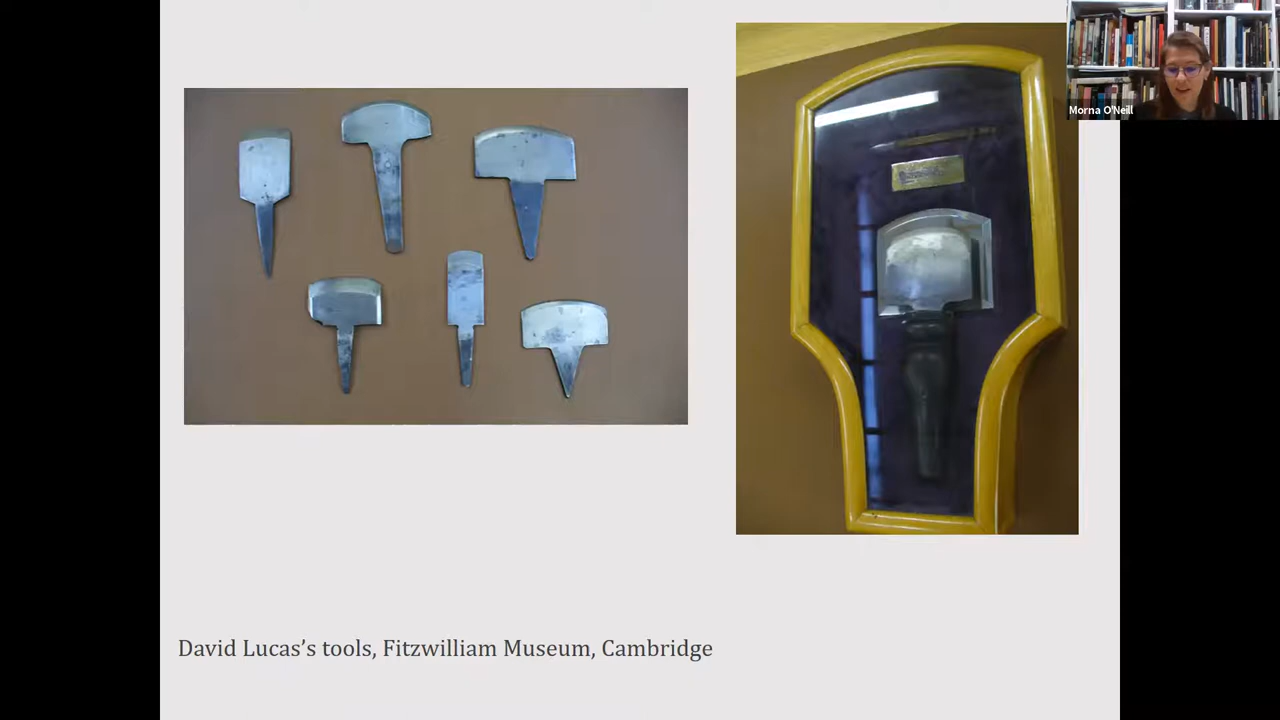 Morna O'Neill
David Lucas’s tools, Fitzwilliam Museum, Cambridge